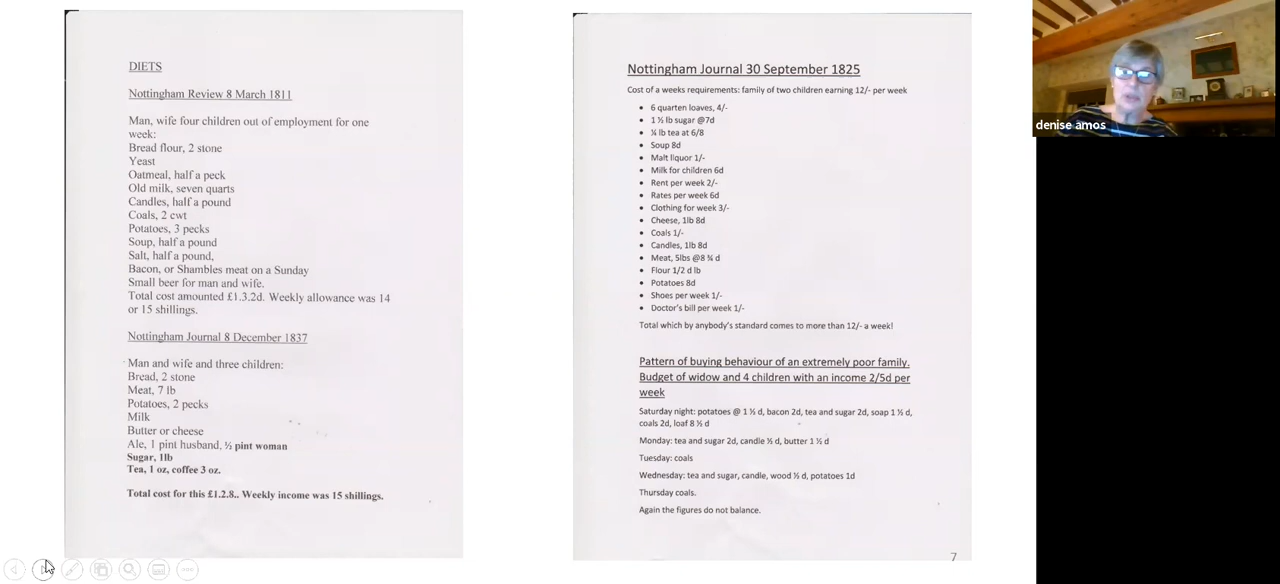 DIETS
Nottingham Review 8 March 1811
Man, wife four children out of employment for one
week:
Bread flour, 2 stone
Yeast
Oatmeal, half a peck
Old milk, seven quarts
Candles, half a pound
Coals, 2 cwt
Potatoes, 3 pecks
Soup, half a pound
Salt, half a pound,
Bacon, or Shambles meat on a Sunday
Small beer for man and wife.
Total cost amounted £1.3.2d. Weekly allowance was 14
or 15 shillings.
Nottingham Journal 8 December 1837
Man and wife and three children:
Bread, 2 stone
Meat, 7 lb
Potatoes, 2 pecks
Milk
Butter or cheese
Ale, 1 pint husband, ½ pint woman
Sugar, 1lb
Tea, 1 oz, coffee 3 oz.
Total cost for this £1.2.8.. Weekly income was 15 shillings.
Nottingham Journal 30 September 1825
Cost of a weeks requirements: family of two children earning 12/- per week
• 6 quarten loaves, 4/-
• 1 ½ lb sugar @7d
• ¼ lb tea at 6/8
• Soup 8d
• Malt liquor 1/-
• Milk for children 6d
• Rent per week 2/-
• Rates per week 6d
• Clothing for week 3/-
• Cheese, 1lb 8d
• Coals 1/-
• Candles, 1lb 8d
• Meat, 5lbs @8 ¾ d
• Flour 1/2 d lb
• Potatoes 8d
• Shoes per week 1/-
• Doctor's bill per week 1/-
Total which by anybody's standard comes to more than 12/- a week!
Pattern of buying behaviour of an extremely poor family.
Budget of widow and 4 children with an income 2/5d per
week
Saturday night: potatoes @ 1 ½ d, bacon 2d, tea and sugar 2d, soap 1 ½ d,
coals 2d, loaf 8 ½ d
Monday: tea and sugar 2d, candle ½ d, butter 1 ½ d
Tuesday: coals
Wednesday: tea and sugar, candle, wood ½ d, potatoes 1d
Thursday coals.
Again the figures do not balance.
7
denise amos